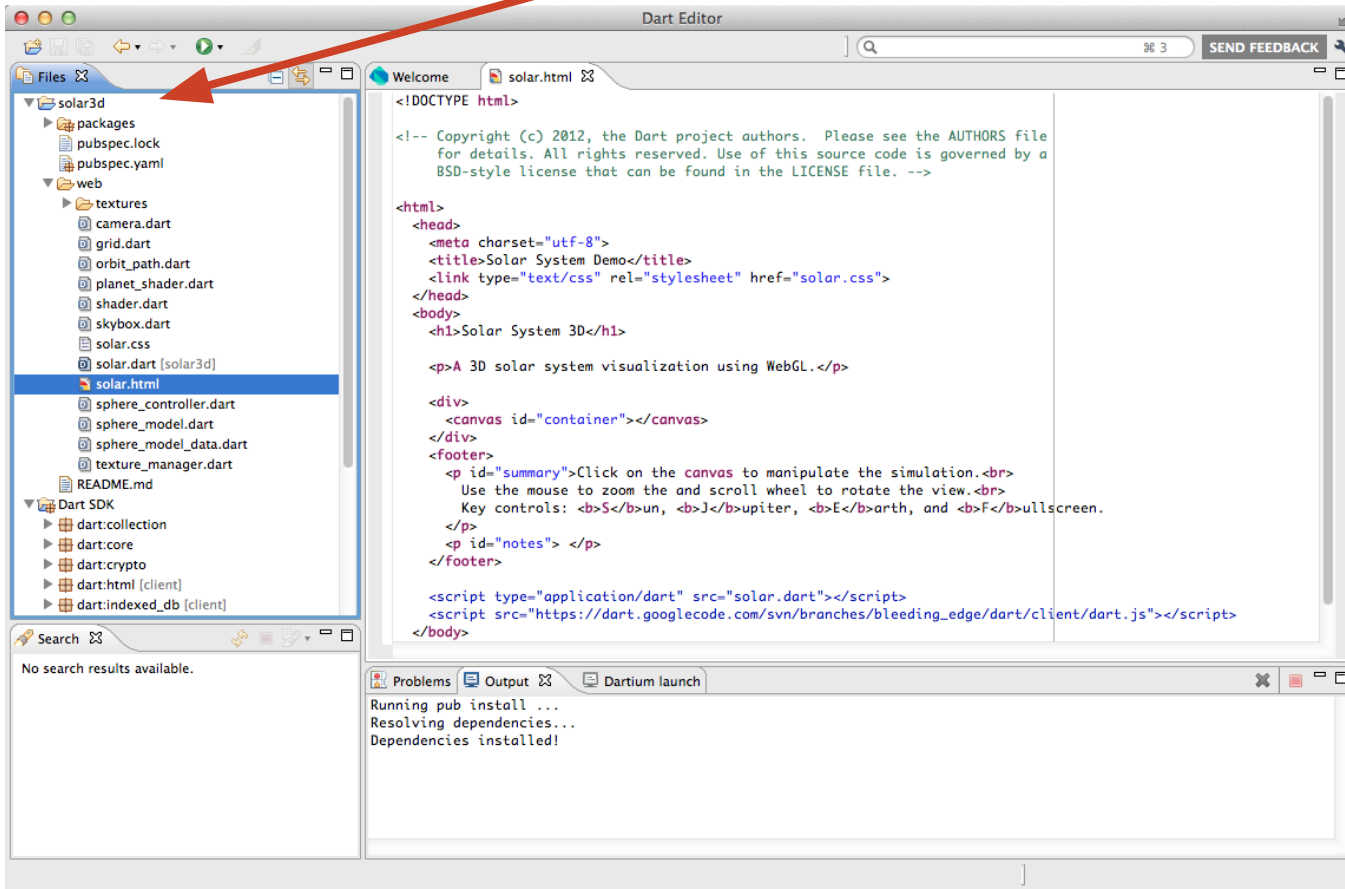 Dart Editor
⌘ 3
SEND FEEDBACK
Files
solar3d
packages
pubspec.lock
pubspec.yaml
web
textures
camera.dart
grid.dart
orbit_path.dart
planet_shader.dart
shader.dart
skybox.dart
solar.css
solar.dart [solar3d]
solar.html
sphere_controller.dart
sphere_model.dart
sphere_model_data.dart
texture_manager.dart
README.md
Dart SDK
dart:collection
dart:core
dart:crypto
dart:html [client]
dart:indexed_db [client]
Search
No search results available.
Welcome
solar.html
<!DOCTYPE html>
<!-- Copyright (c) 2012, the Dart project authors.  Please see the AUTHORS file
     for details. All rights reserved. Use of this source code is governed by a
     BSD-style license that can be found in the LICENSE file. -->
<html>
  <head>
    <meta charset="utf-8">
    <title>Solar System Demo</title>
    <link type="text/css" rel="stylesheet" href="solar.css">
  </head>
  <body>
    <h1>Solar System 3D</h1>
    <p>A 3D solar system visualization using WebGL.</p>
    <div>
      <canvas id="container"></canvas>
    </div>
    <footer>
      <p id="summary">Click on the canvas to manipulate the simulation.<br>
        Use the mouse to zoom the and scroll wheel to rotate the view.<br>
        Key controls: <b>S</b>un, <b>J</b>upiter, <b>E</b>arth, and <b>F</b>ullscreen.
      </p>
      <p id="notes"> </p>
    </footer>
    <script type="application/dart" src="solar.dart"></script>
    <script src="https://dart.googlecode.com/svn/branches/bleeding_edge/dart/client/dart.js"></script>
  </body>
Problems
Output
Dartium launch
Running pub install ...
Resolving dependencies...
Dependencies installed!